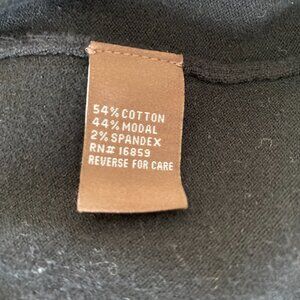 54% COTTON
44% MODAL
2% SPANDEX
RN# 16859
REVERSE FOR CARE